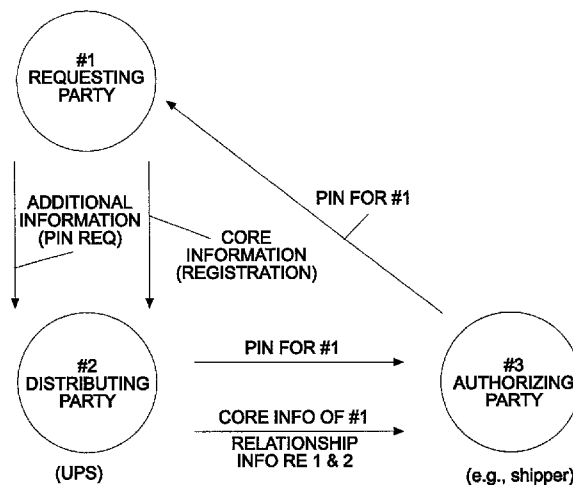 #1
REQUESTING
PARTY
PIN FOR #1
ADDITIONAL
INFORMATION
(PIN REQ)
CORE
INFORMATION
(REGISTRATION)
#2
DISTRIBUTING
PARTY
(UPS)
PIN FOR #1
CORE INFO OF #1
RELATIONSHIP
INFO RE 1 & 2
#3
AUTHORIZING
PARTY
(e.g., shipper)